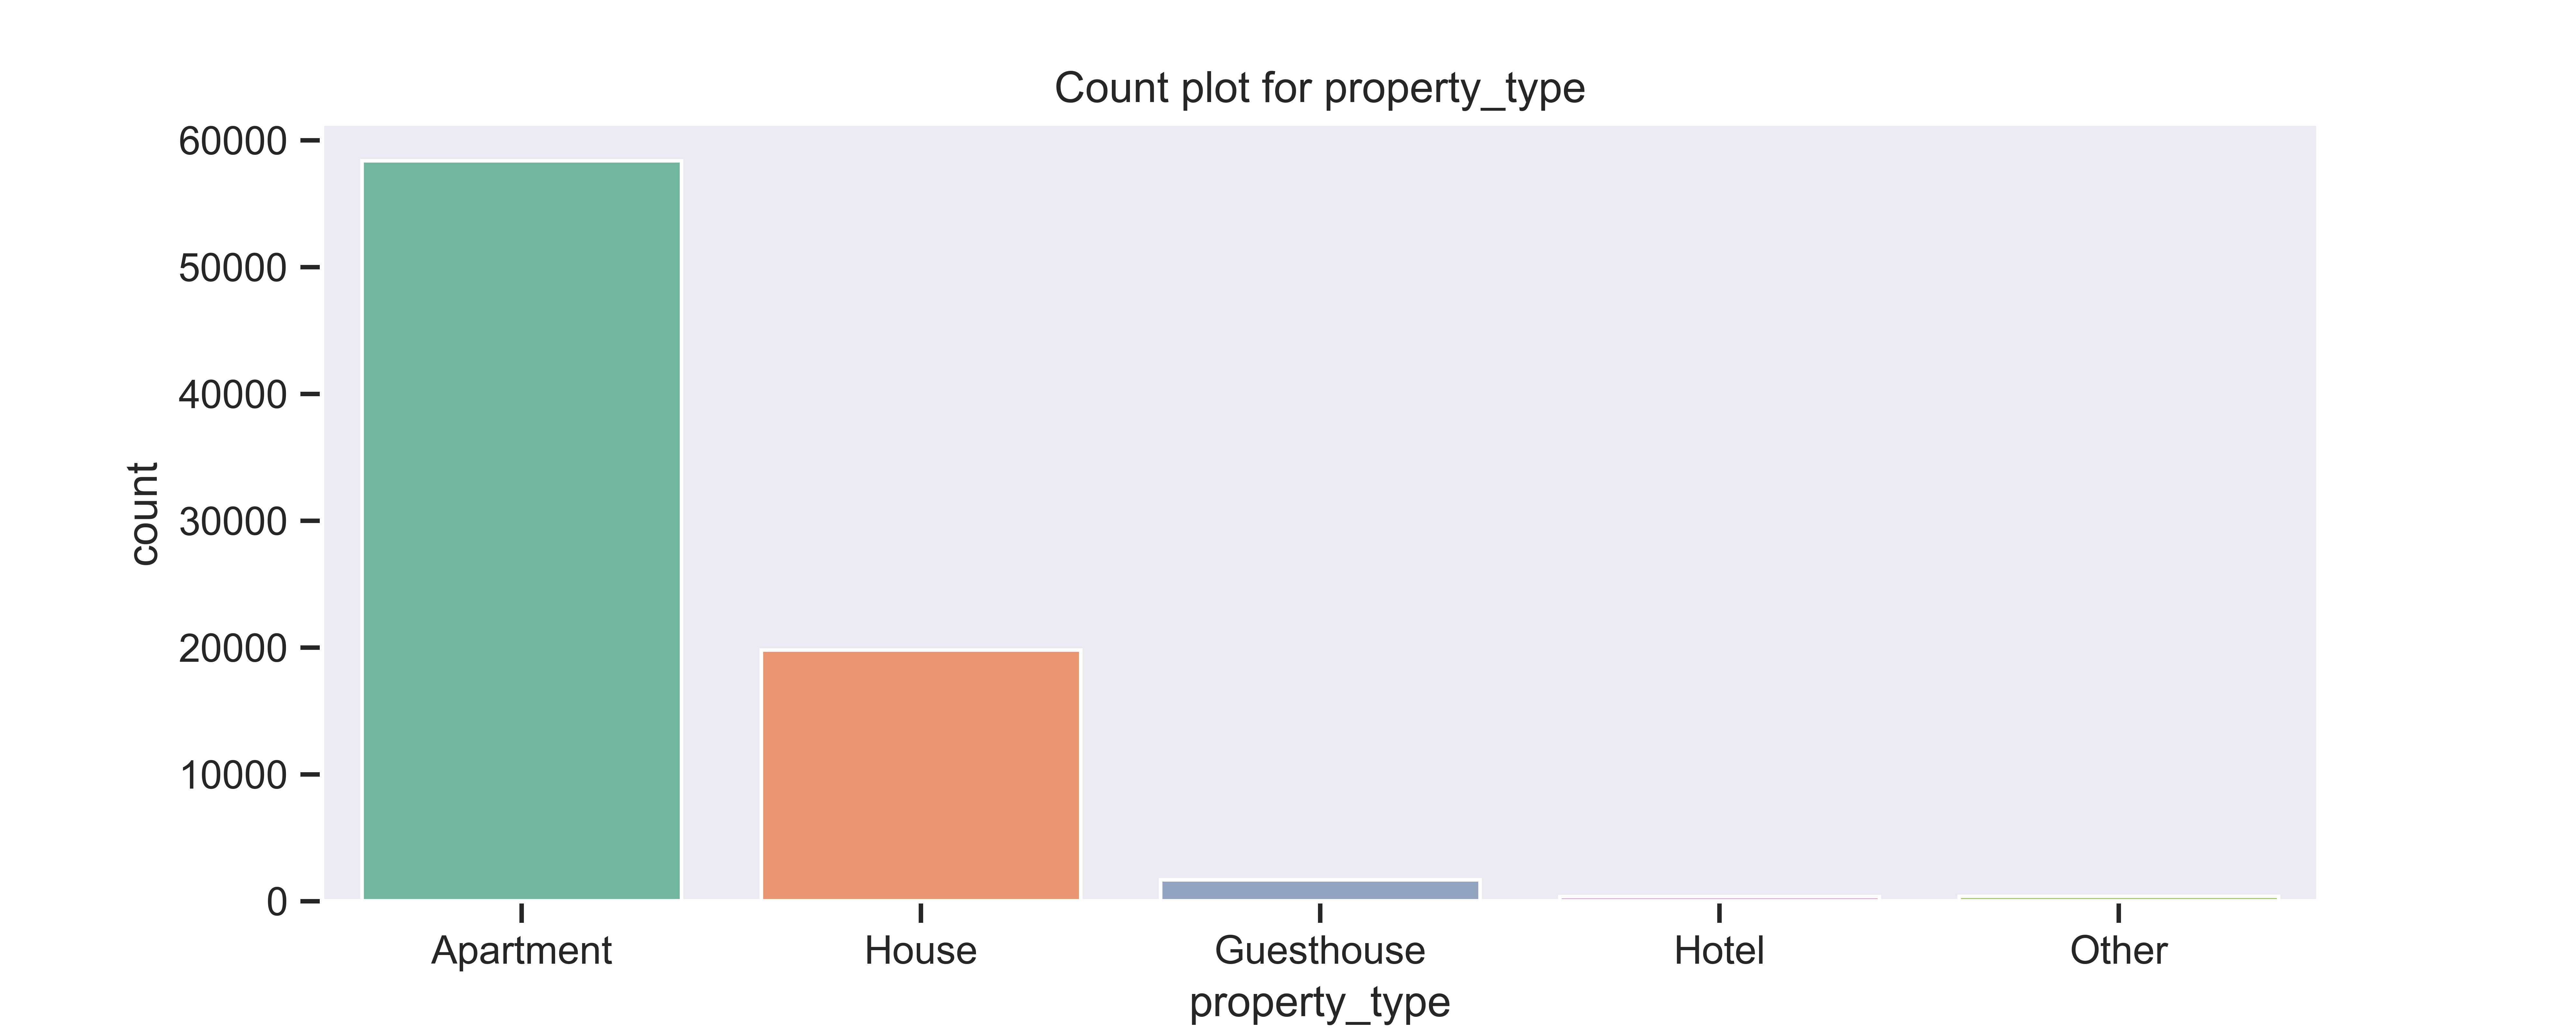 Count plot for property_type
60000
50000
40000
30000
20000
10000
0
count
Apartment House Guesthouse Hotel Other
property_type